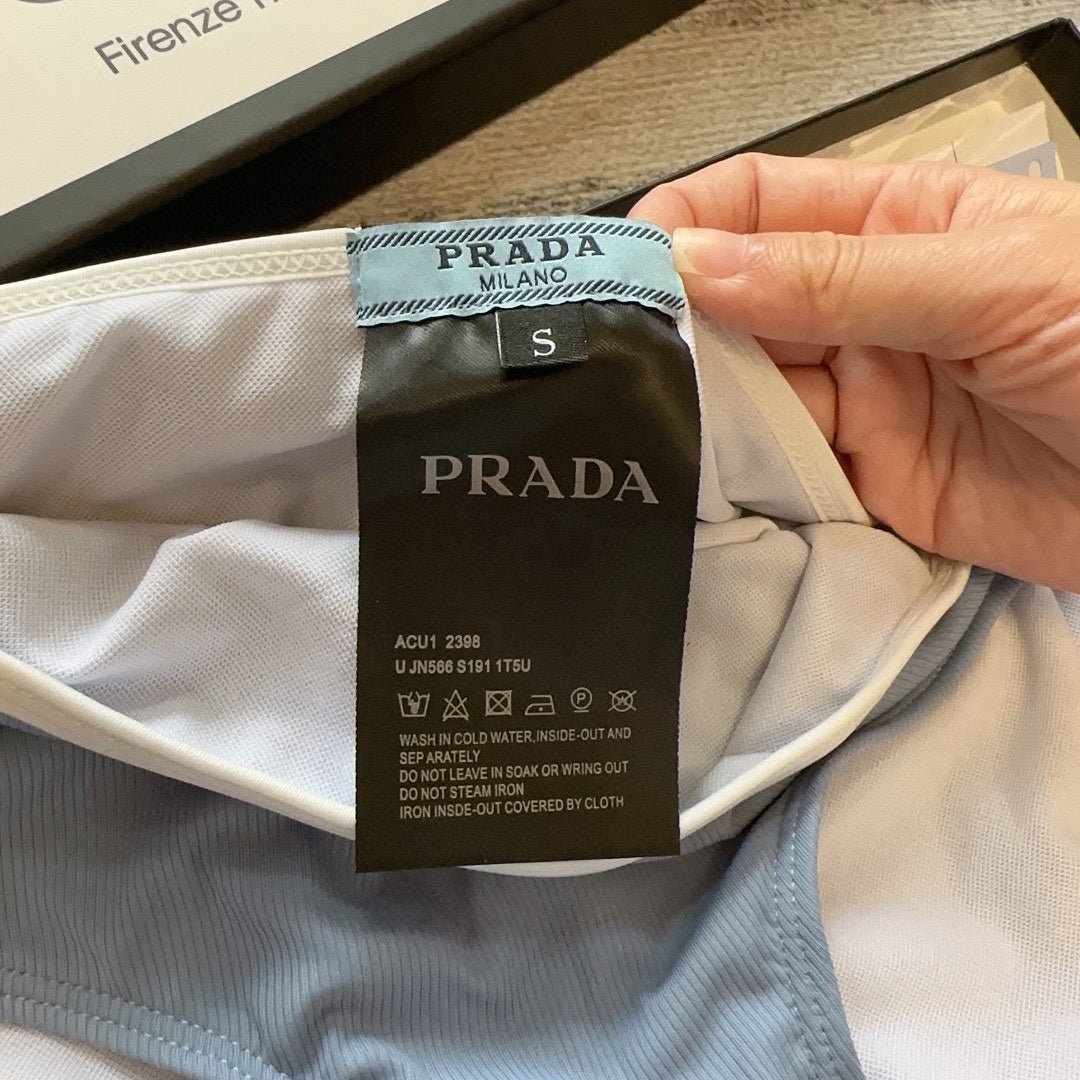 Firenze
PRADA
MILANO
S
PRADA
ACU1 2398
U JN566 S191 1T5U
WASH IN COLD WATER,INSIDE-OUT AND
SEP ARATELY
DO NOT LEAVE IN SOAK OR WRING OUT
DO NOT STEAM IRON
IRON INSDE-OUT COVERED BY CLOTH